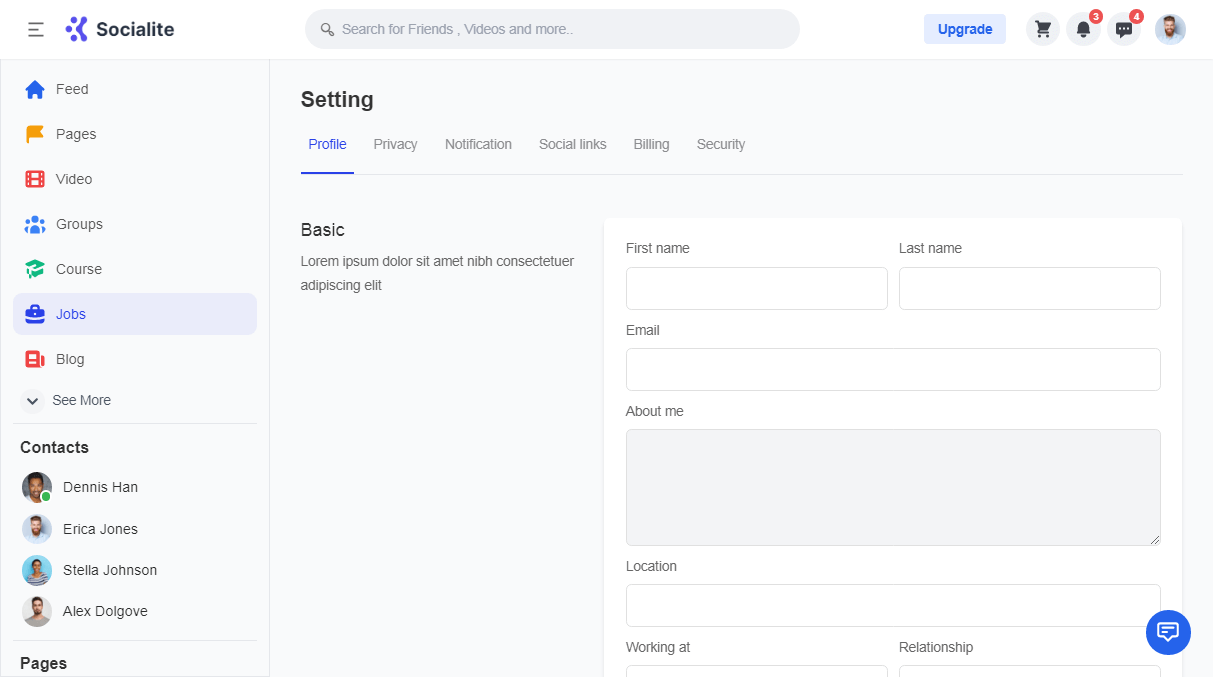 Socialite
Search for Friends , Videos and more..
Upgrade
3
4
Feed
Pages
Video
Groups
Course
Jobs
Blog
See More
Contacts
Dennis Han
Erica Jones
Stella Johnson
Alex Dolgove
Pages
Setting
Profile Privacy Notification Social links Billing Security
Basic
Lorem ipsum dolor sit amet nibh consectetuer
adipiscing elit
First name Last name
Email
About me
Location
Working at Relationship